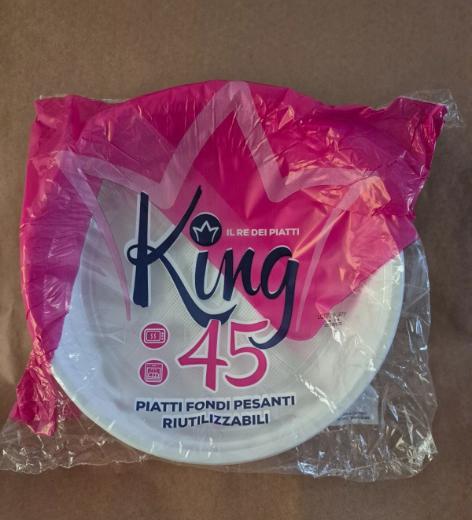 IL RE DEI PIATTI
King
45
PIATTI FONDI PESANTI
RIUTILIZZABILI